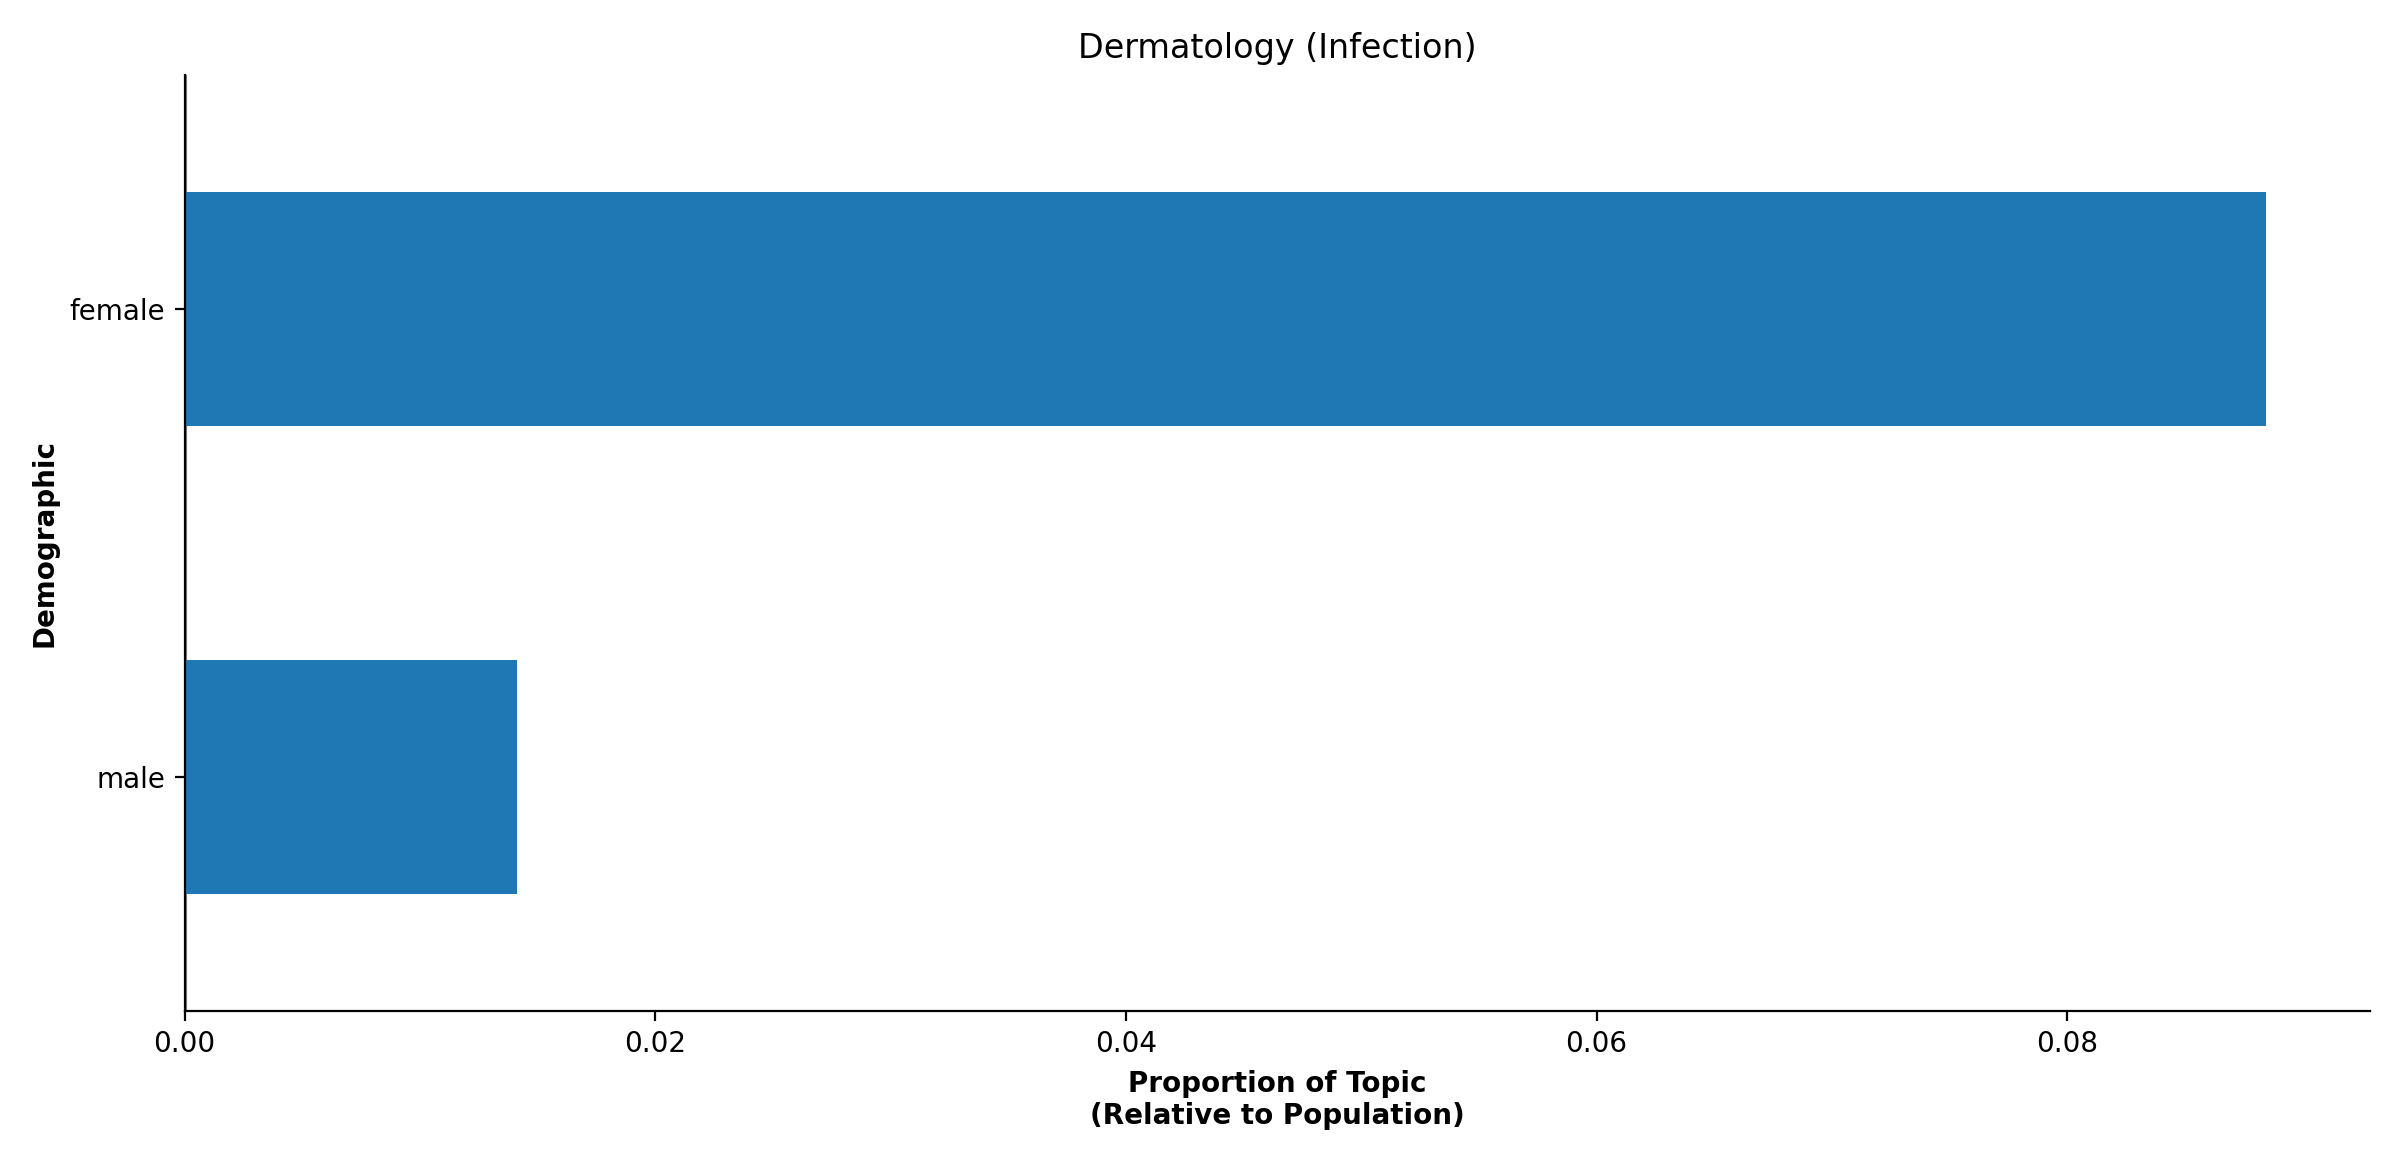 Dermatology (Infection)
female
male
Demographic
0.00 0.02 0.04 0.06 0.08
Proportion of Topic
(Relative to Population)